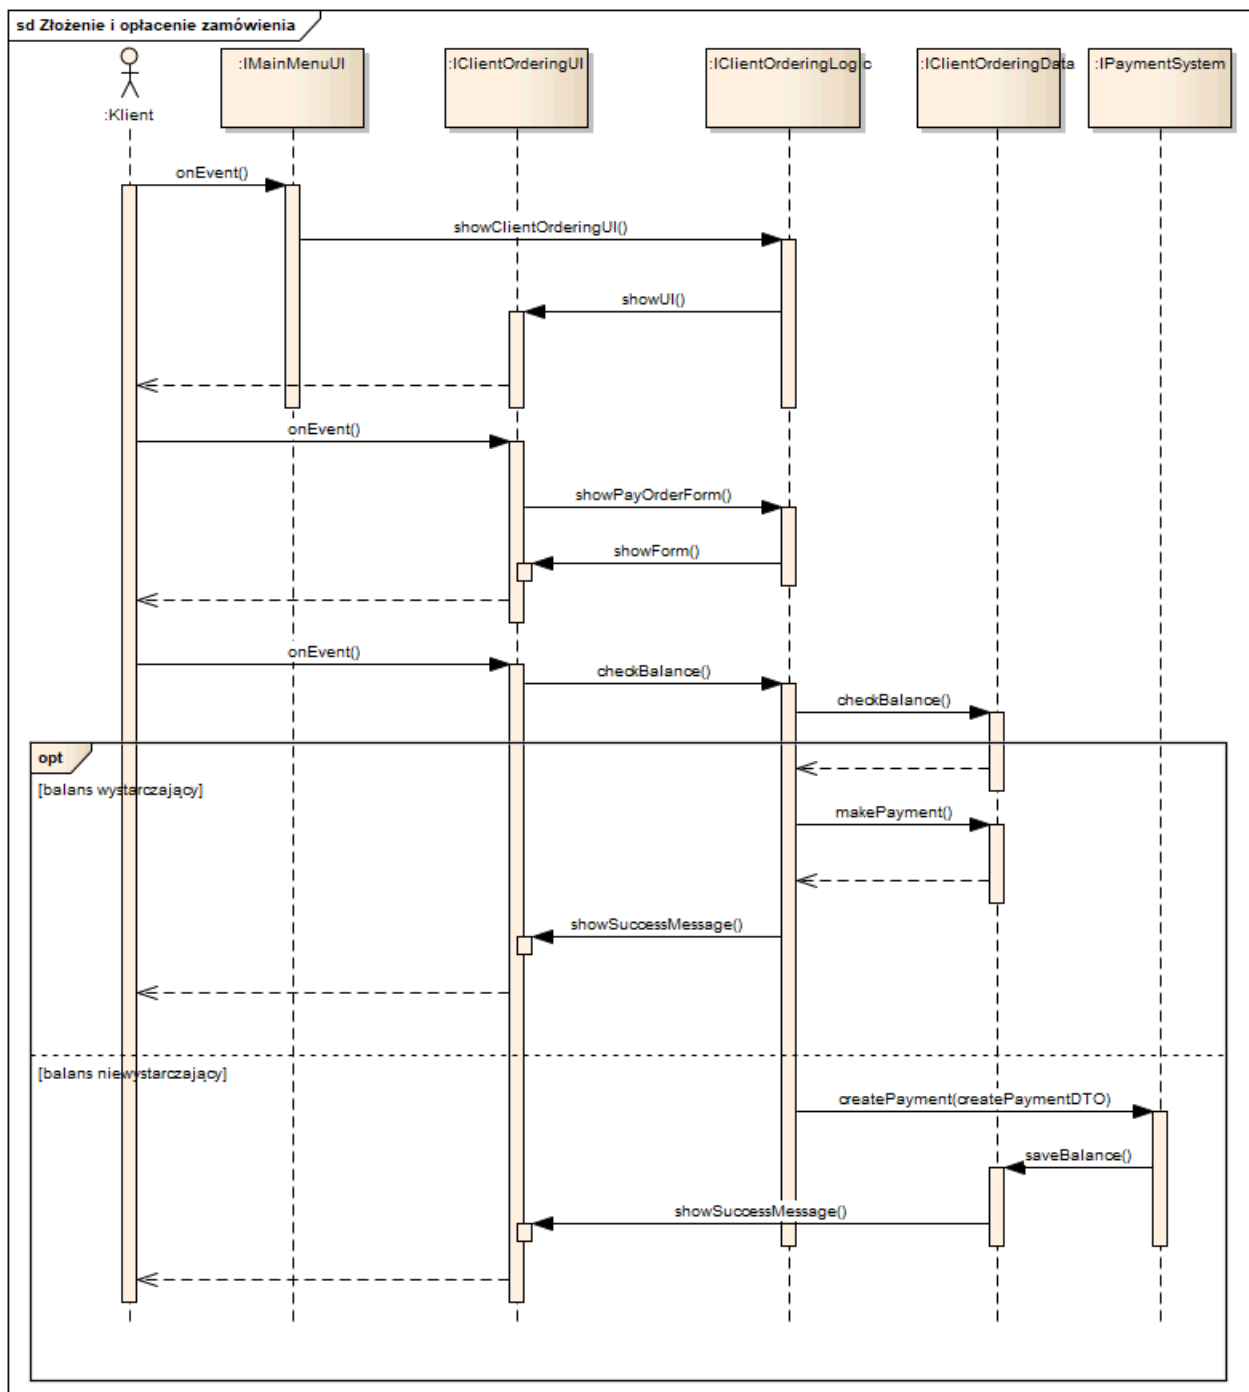 sd Złożenie i opłacenie zamówienia
:Klient
:IMainMenuUI
:IClientOrderingUI
:IClientOrderingLogic
:IClientOrderingData
:IPaymentSystem
onEvent()
showClientOrderingUI()
showUI()
onEvent()
showPayOrderForm()
showForm()
onEvent()
checkBalance()
checkBalance()
opt
[balans wystarczający]
makePayment()
showSuccessMessage()
[balans niewystarczający]
createPayment(createPaymentDTO)
saveBalance()
showSuccessMessage()